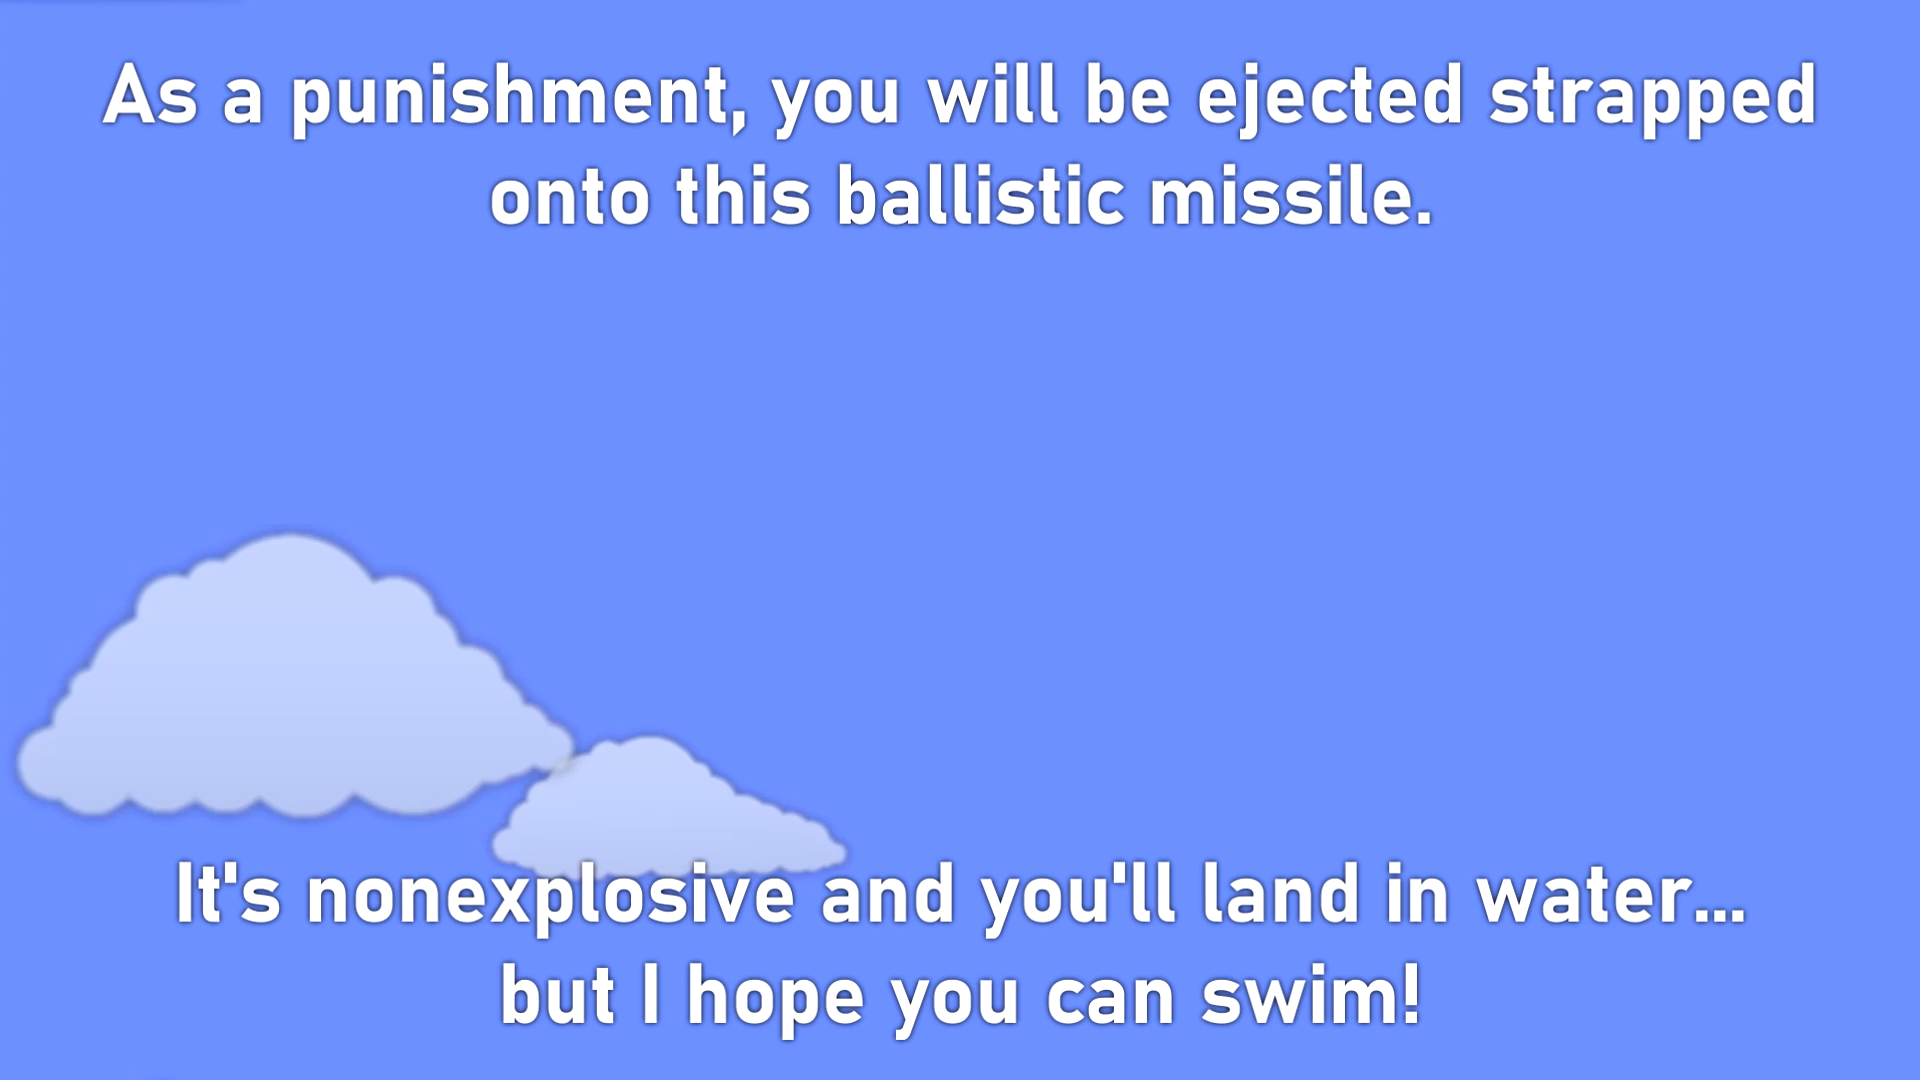 As a punishment, you will be ejected strapped
onto this ballistic missile.
It's nonexplosive and you'll land in water...
but I hope you can swim!